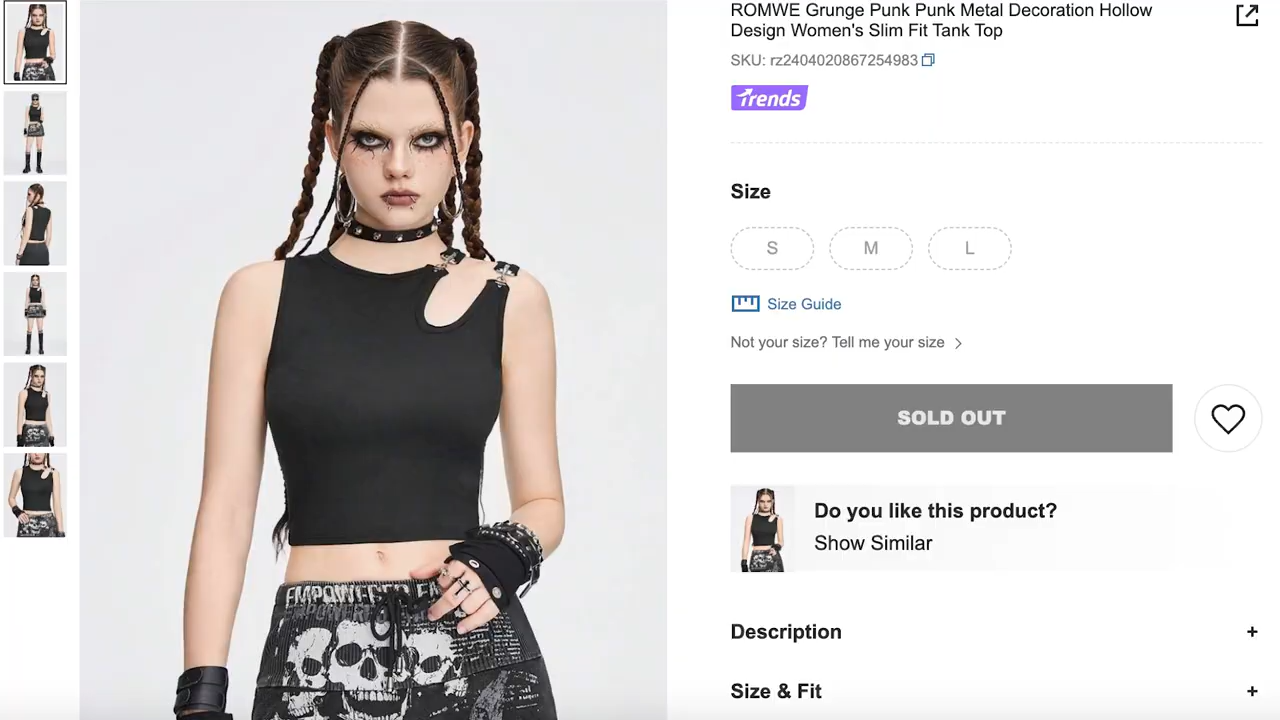 ROMWE Grunge Punk Punk Metal Decoration Hollow
Design Women's Slim Fit Tank Top
SKU: rz2404020867254983
Trends
Size
S
M
L
Size Guide
Not your size? Tell me your size
SOLD OUT
Do you like this product?
Show Similar
Description
+
Size & Fit
+
EMPOWERED